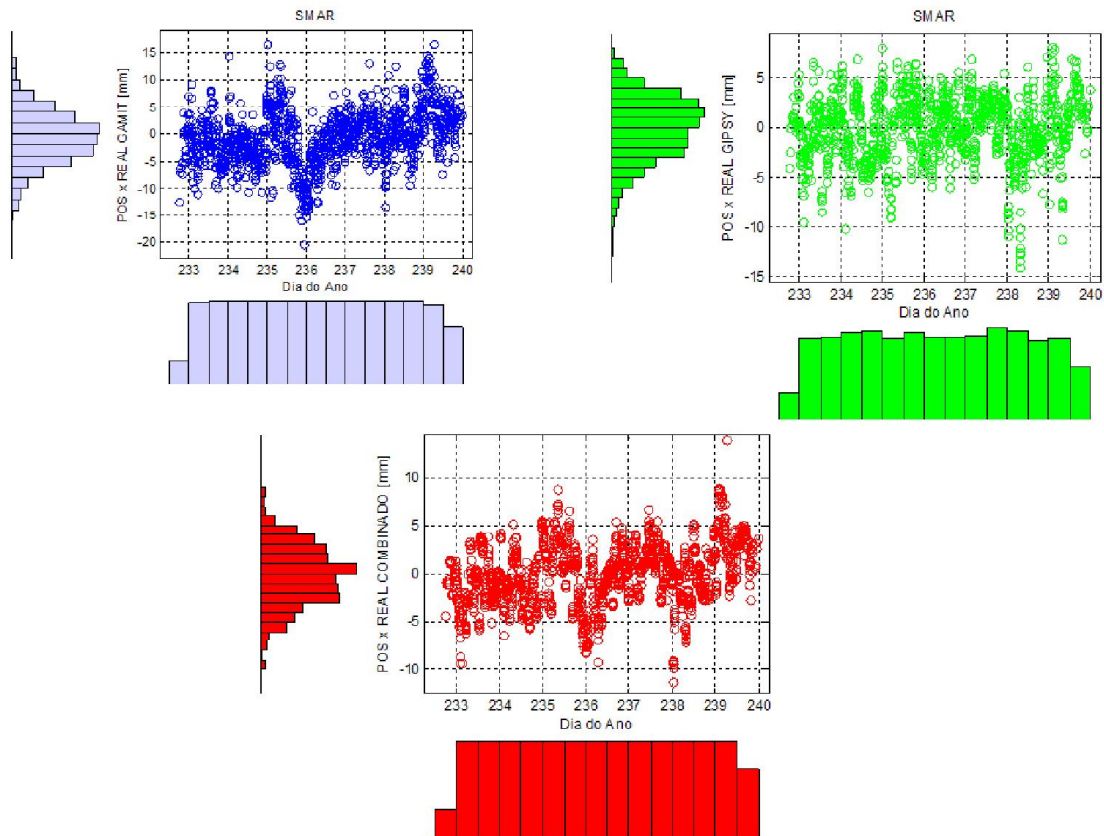 SMAR
POS x REAL GAMIT [mm]
15
10
5
0
-5
-10
-15
-20
233 234 235 236 237 238 239 240
Dia do Ano
SMAR
POS x REAL GIPSY [mm]
5
0
-5
-10
-15
233 234 235 236 237 238 239 240
Dia do Ano
POS x REAL COMBINADO [mm]
10
5
0
-5
-10
233 234 235 236 237 238 239 240
Dia do Ano